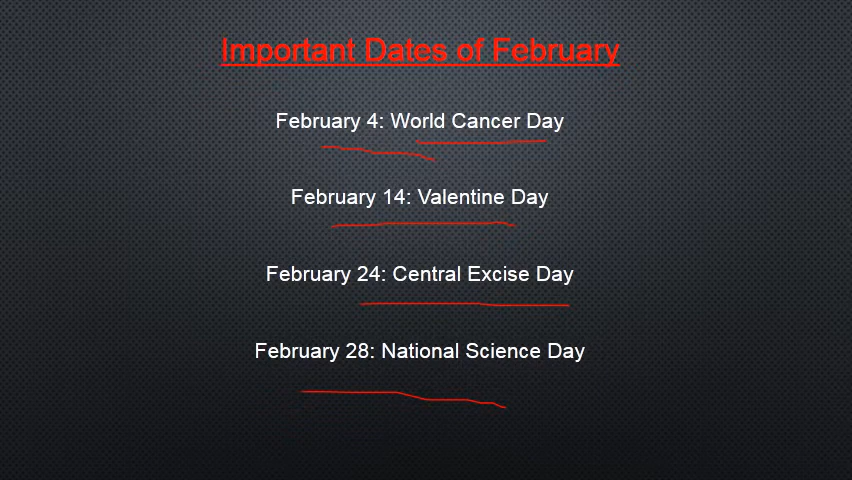 Important Dates of February
February 4: World Cancer Day
February 14: Valentine Day
February 24: Central Excise Day
February 28: National Science Day